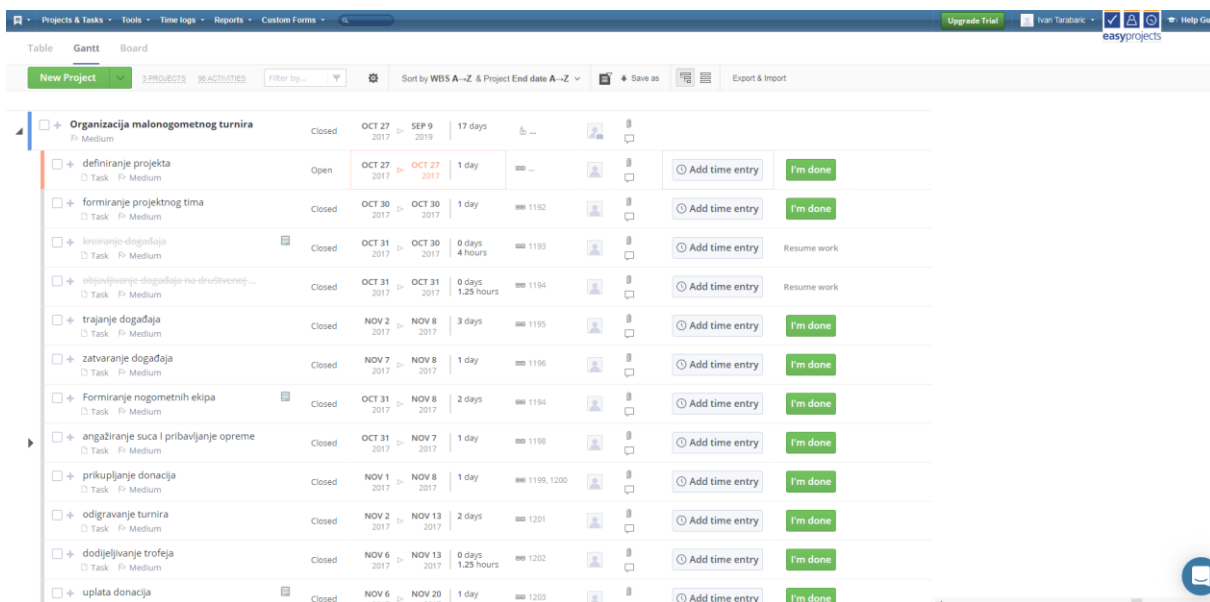 Projects & Tasks Tools Time logs Reports Custom Forms Upgrade Trial Ivan Tarabaric Help Gu
easyprojects
Table Gantt Board
New Project 3 PROJECTS 96 ACTIVITIES Filter by... Sort by WBS A→Z & Project End date A→Z Save as Export & Import
Organizacija malonogometnog turnira Closed OCT 27 SEP 9 17 days ...
Medium 2017 2019
definiranje projekta Open OCT 27 OCT 27 1 day ... Add time entry I'm done
Task Medium 2017 2017
formiranje projektnog tima Closed OCT 30 OCT 30 1 day 1192 Add time entry I'm done
Task Medium 2017 2017
kreiranje događaja Closed OCT 31 OCT 30 0 days 1193 Add time entry Resume work
Task Medium 2017 2017 4 hours
objavljivanje događaja na društvenoj ... Closed OCT 31 OCT 31 0 days 1194 Add time entry Resume work
Task Medium 2017 2017 1.25 hours
trajanje događaja Closed NOV 2 NOV 8 3 days 1195 Add time entry I'm done
Task Medium 2017 2017
zatvaranje događaja Closed NOV 7 NOV 8 1 day 1196 Add time entry I'm done
Task Medium 2017 2017
Formiranje nogometnih ekipa Closed OCT 31 NOV 8 2 days 1194 Add time entry I'm done
Task Medium 2017 2017
angažiranje suca I pribavljanje opreme Closed OCT 31 NOV 7 1 day 1198 Add time entry I'm done
Task Medium 2017 2017
prikupljanje donacija Closed NOV 1 NOV 8 1 day 1199, 1200 Add time entry I'm done
Task Medium 2017 2017
odigravanje turnira Closed NOV 2 NOV 13 2 days 1201 Add time entry I'm done
Task Medium 2017 2017
dodijeljivanje trofeja Closed NOV 6 NOV 13 0 days 1202 Add time entry I'm done
Task Medium 2017 2017 1.25 hours
uplata donacija Closed NOV 6 NOV 20 1 day 1203 Add time entry I'm done